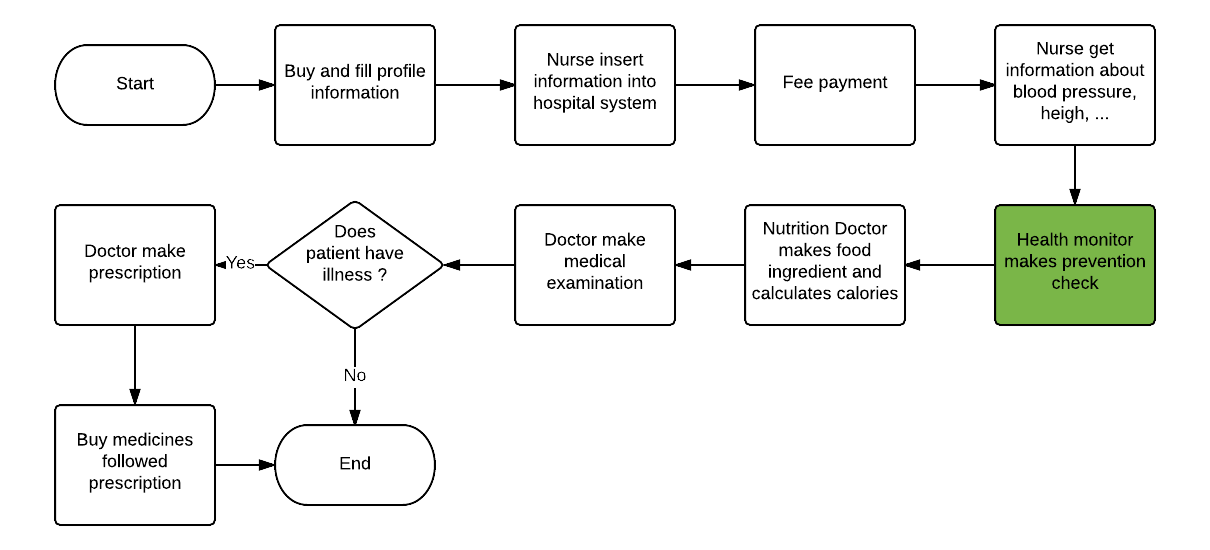 Start
Buy and fill profile
information
Nurse insert
information into
hospital system
Fee payment
Nurse get
information about
blood pressure,
heigh, ...
Health monitor
makes prevention
check
Nutrition Doctor
makes food
ingredient and
calculates calories
Doctor make
medical
examination
Does
patient have
illness ?
Yes
Doctor make
prescription
No
Buy medicines
followed
prescription
End